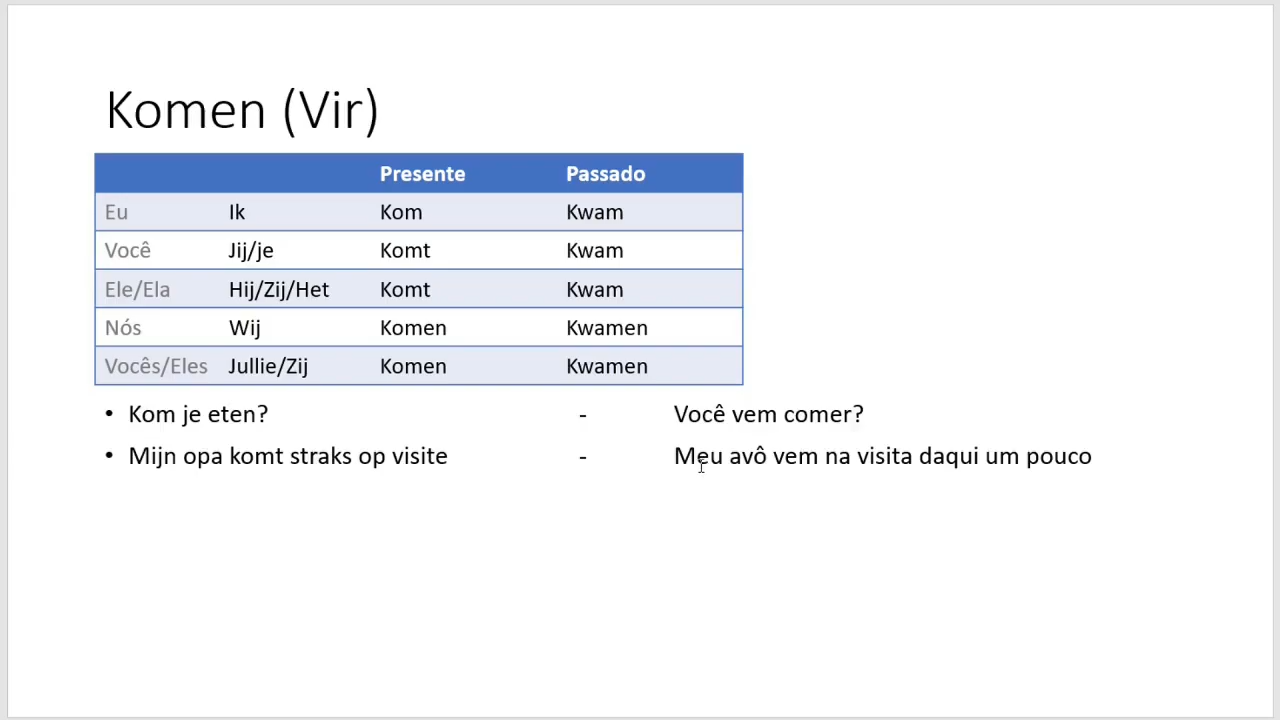 Komen (Vir)
Presente Passado
Eu Ik Kom Kwam
Você Jij/je Komt Kwam
Ele/Ela Hij/Zij/Het Komt Kwam
Nós Wij Komen Kwamen
Vocês/Eles Jullie/Zij Komen Kwamen
• Kom je eten? - Você vem comer?
• Mijn opa komt straks op visite - Meu avô vem na visita daqui um pouco